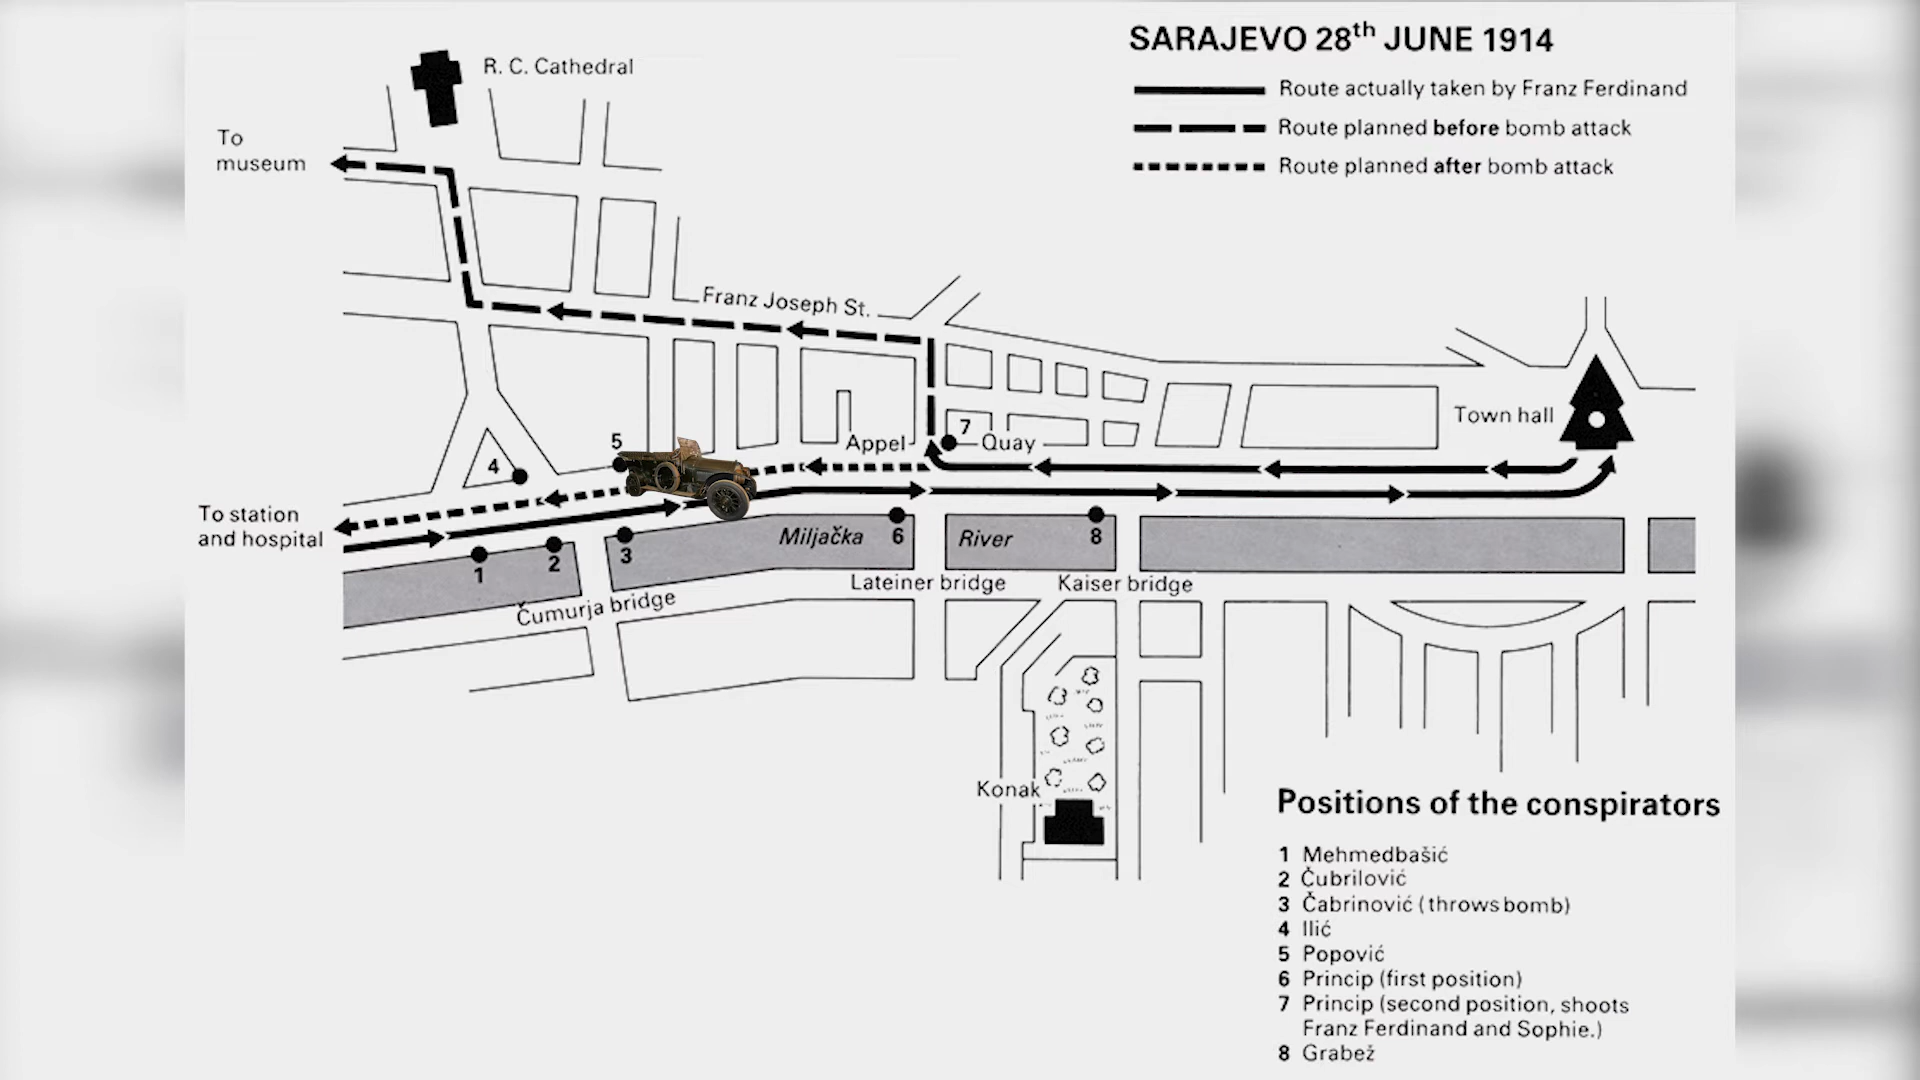 SARAJEVO 28th JUNE 1914
Route actually taken by Franz Ferdinand
Route planned before bomb attack
Route planned after bomb attack
R. C. Cathedral
To
museum
Franz Joseph St.
Town hall
5
7
Appel
Quay
4
To station
and hospital
Miljačka
6
River
8
3
2
1
Lateiner bridge
Kaiser bridge
Čumurja bridge
Konak
Positions of the conspirators
1 Mehmedbašić
2 Čubrilović
3 Čabrinović (throws bomb)
4 Ilić
5 Popović
6 Princip (first position)
7 Princip (second position, shoots
Franz Ferdinand and Sophie.)
8 Grabež